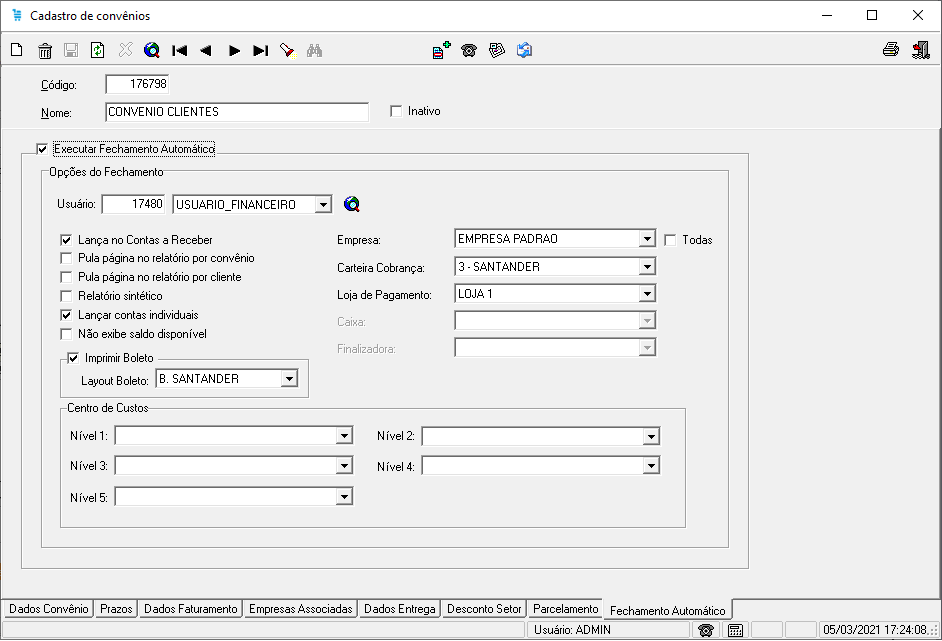 Cadastro de convênios
Código: 176798
Nome: CONVENIO CLIENTES Inativo
Executar Fechamento Automático
Opções do Fechamento
Usuário: 17480 USUARIO_FINANCEIRO
Lança no Contas a Receber
Pula página no relatório por convênio
Pula página no relatório por cliente
Relatório sintético
Lançar contas individuais
Não exibe saldo disponível
Imprimir Boleto
Layout Boleto: B. SANTANDER
Empresa: EMPRESA PADRAO Todas
Carteira Cobrança: 3 - SANTANDER
Loja de Pagamento: LOJA 1
Caixa:
Finalizadora:
Centro de Custos
Nível 1: Nível 2:
Nível 3: Nível 4:
Nível 5:
Dados Convênio Prazos Dados Faturamento Empresas Associadas Dados Entrega Desconto Setor Parcelamento Fechamento Automático
Usuário: ADMIN 05/03/2021 17:24:08